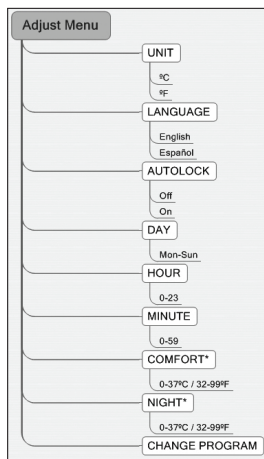 Adjust Menu
UNIT
ºC
ºF
LANGUAGE
English
Español
AUTOLOCK
Off
On
DAY
Mon-Sun
HOUR
0-23
MINUTE
0-59
COMFORT*
0-37ºC / 32-99ºF
NIGHT*
0-37ºC / 32-99ºF
CHANGE PROGRAM